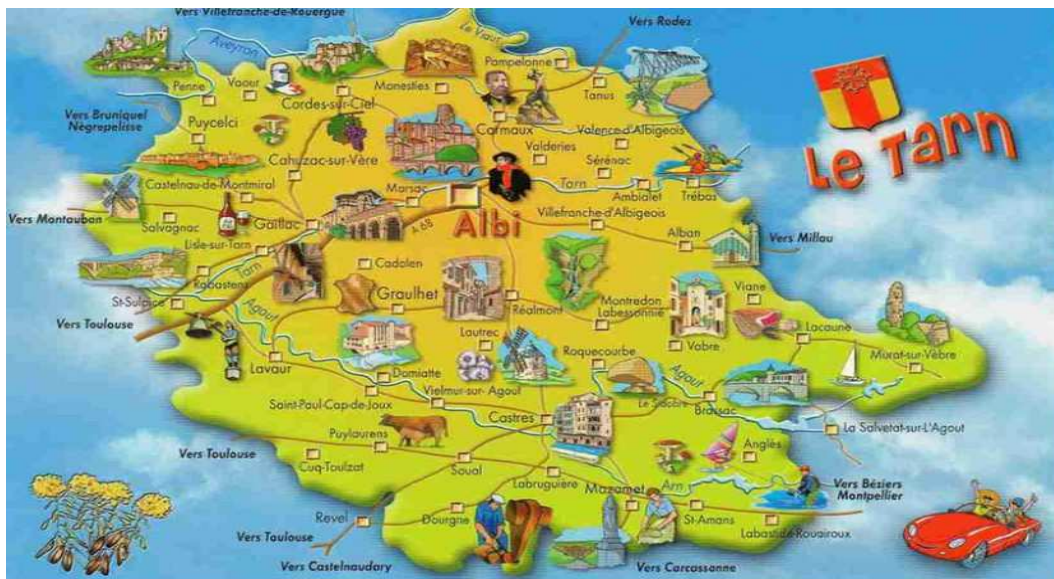 Vers Villefranche-de-Rouergue
Vers Rodez
Aveyron
Le Viaur
Pampelonne
Penne
Vaour
Cordes-sur-Ciel
Monesties
Tanus
Vers Bruniquel
Nègrepelisse
Puycelci
Carmaux
Valence-d'Albigeois
Le Tarn
Cahuzac-sur-Vère
Valderies
Sérénac
Castelnau-de-Montmiral
Marsac
Tarn
Ambialet
Trébas
Vers Montauban
Salvagnac
Gaillac
A 68
Albi
Villefranche-d'Albigeois
Alban
Vers Millau
Lisle-sur-Tarn
Tarn
Cadalen
Rabastens
St-Sulpice
Graulhet
Réalmont
Montredon
Labessonnié
Viane
Vers Toulouse
Agout
Lautrec
Vabre
Lacaune
Murat-sur-Vèbre
Lavaur
Damiatte
Roquecourbe
Vielmur-sur-Agout
Le Sidobre
Agout
Brassac
Saint-Paul-Cap-de-Joux
Castres
La Salvetat-sur-L'Agout
Puylaurens
Anglès
Vers Toulouse
Cuq-Toulzat
Soual
Labruguière
Mazamet
Arn
Vers Béziers
Montpellier
Revel
Dourgne
St-Amans
Labastide-Rouairoux
Vers Toulouse
Vers Castelnaudary
Vers Carcassonne